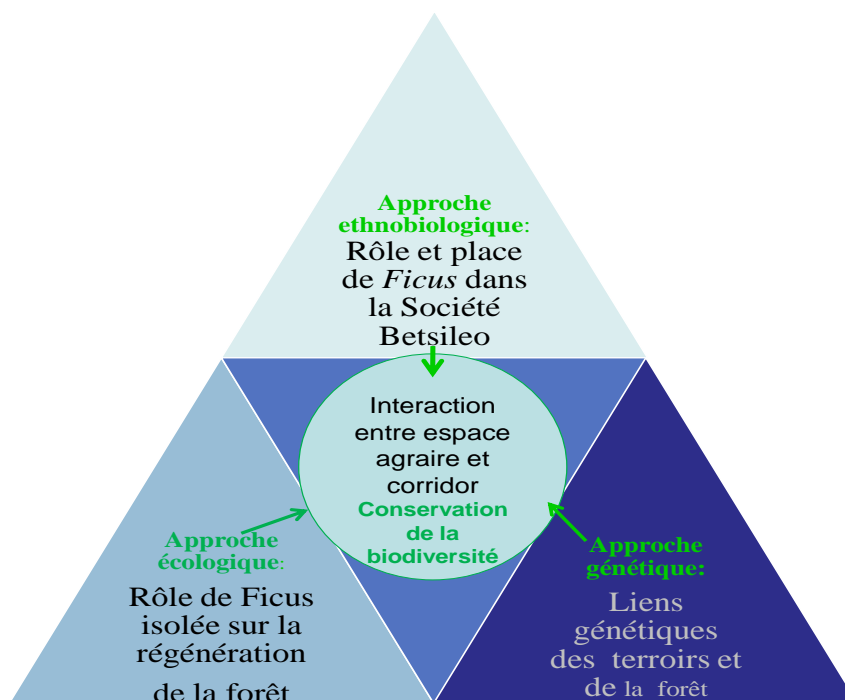 Approche
ethnobiologique:
Rôle et place
de Ficus dans
la Société
Betsileo
Interaction
entre espace
agraire et
corridor
Conservation
de la
biodiversité
Approche
écologique:
Rôle de Ficus
isolée sur la
régénération
de la forêt
Approche
génétique:
Liens
génétiques
des terroirs et
de la forêt